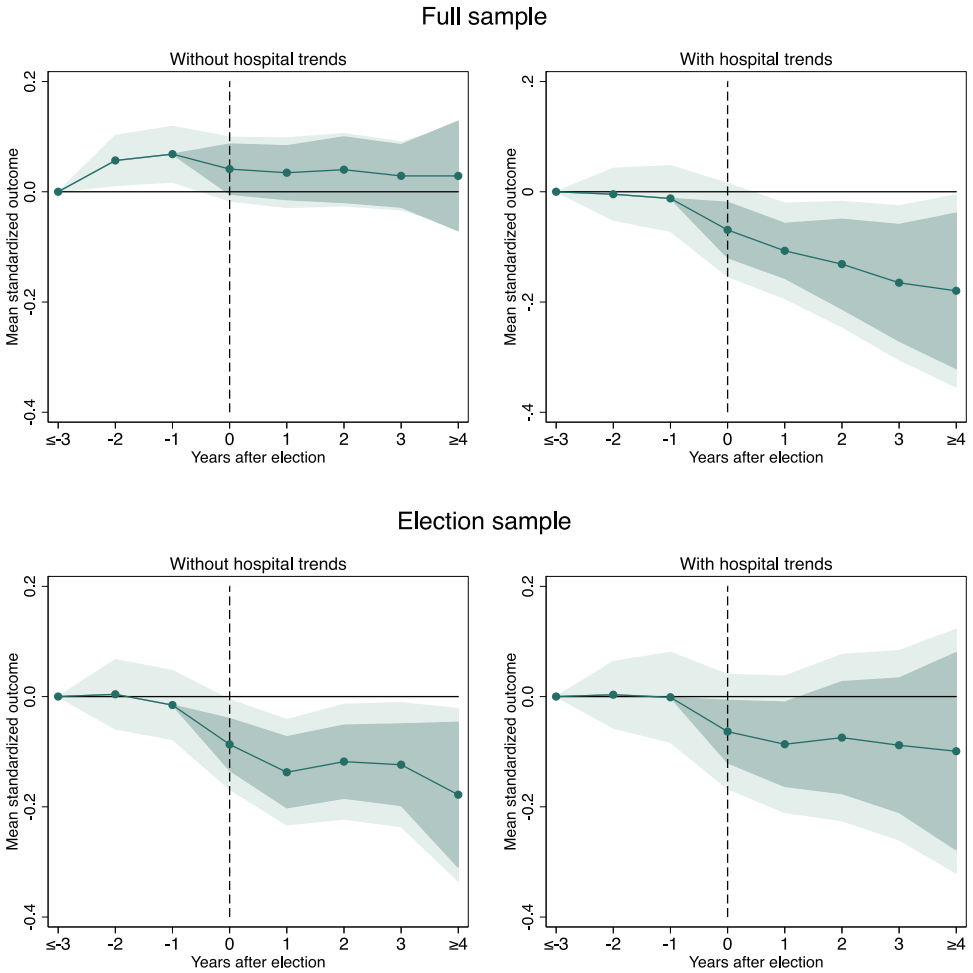 Full sample
Without hospital trends
Mean standardized outcome
0.2
0.0
-0.2
-0.4
≤-3 -2 -1 0 1 2 3 ≥4
Years after election
With hospital trends
Mean standardized outcome
0.2
0
-.2
-.4
≤-3 -2 -1 0 1 2 3 ≥4
Years after election
Election sample
Without hospital trends
Mean standardized outcome
0.2
0.0
-0.2
-0.4
≤-3 -2 -1 0 1 2 3 ≥4
Years after election
With hospital trends
Mean standardized outcome
0.2
0.0
-0.2
-0.4
≤-3 -2 -1 0 1 2 3 ≥4
Years after election